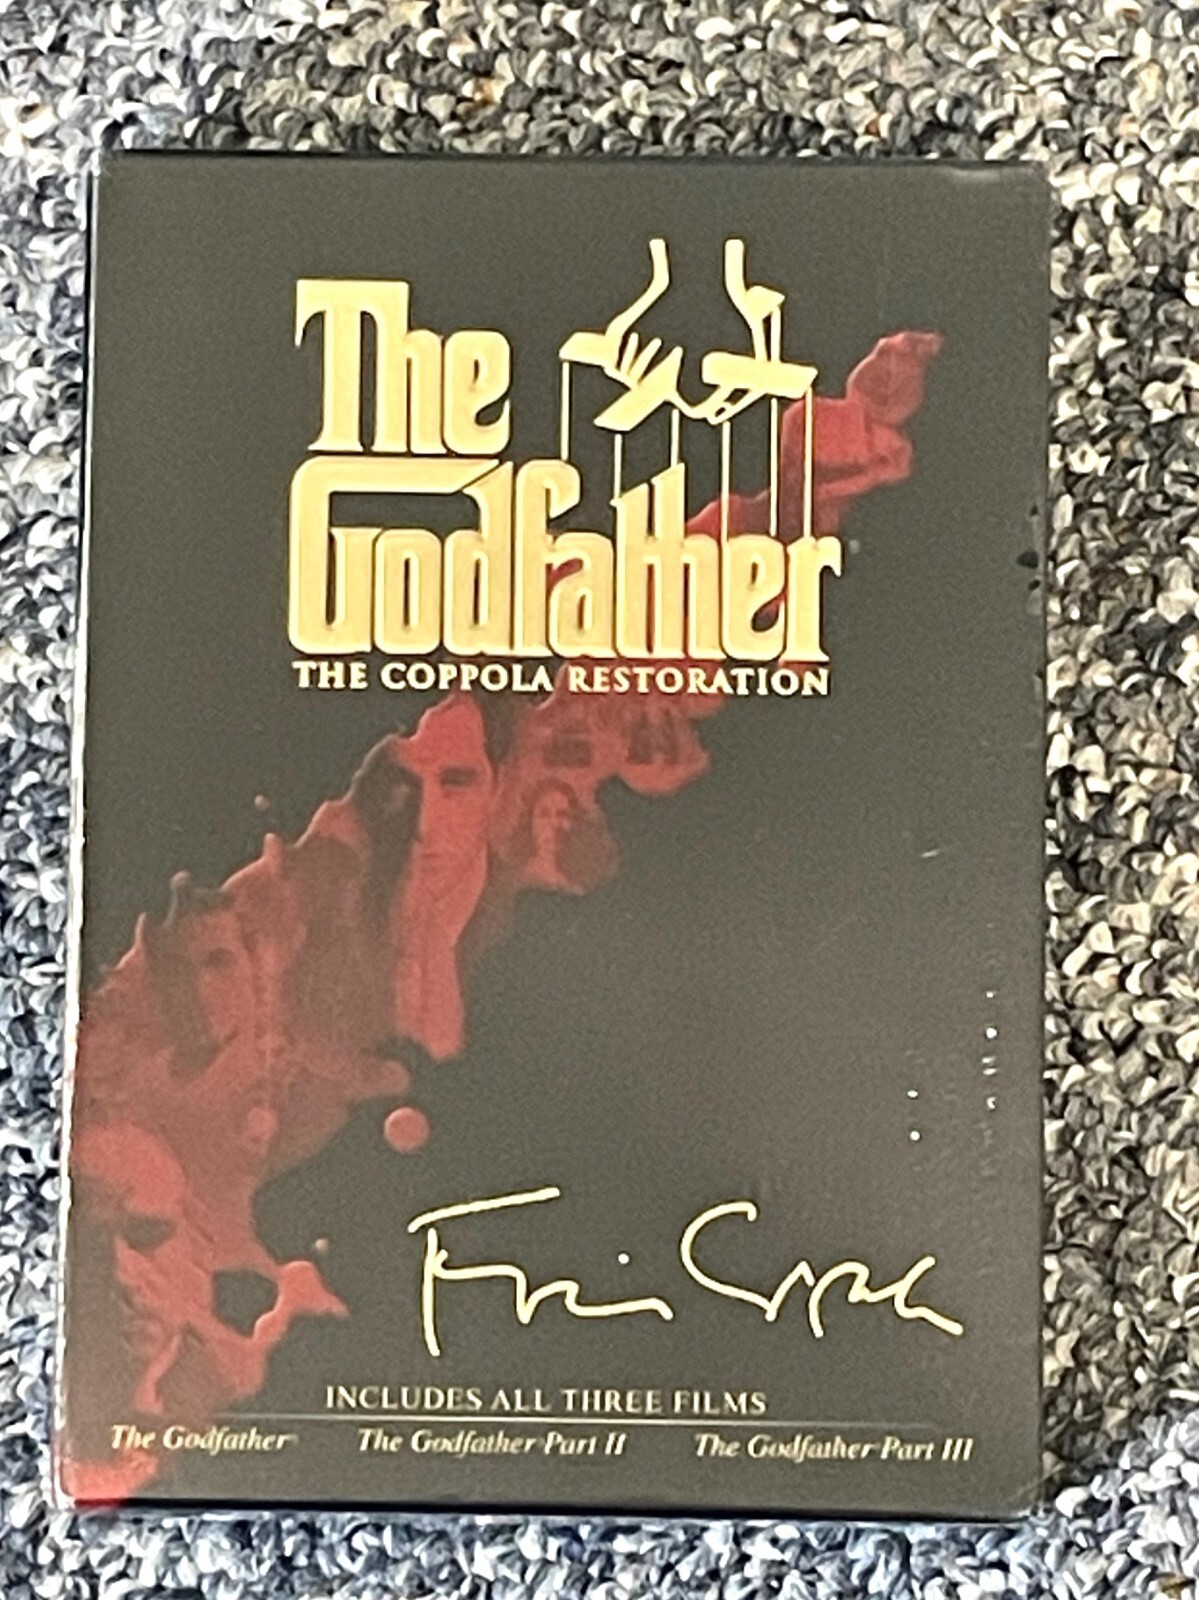 The
Godfather
THE COPPOLA RESTORATION
INCLUDES ALL THREE FILMS
The Godfather The Godfather Part II The Godfather Part III